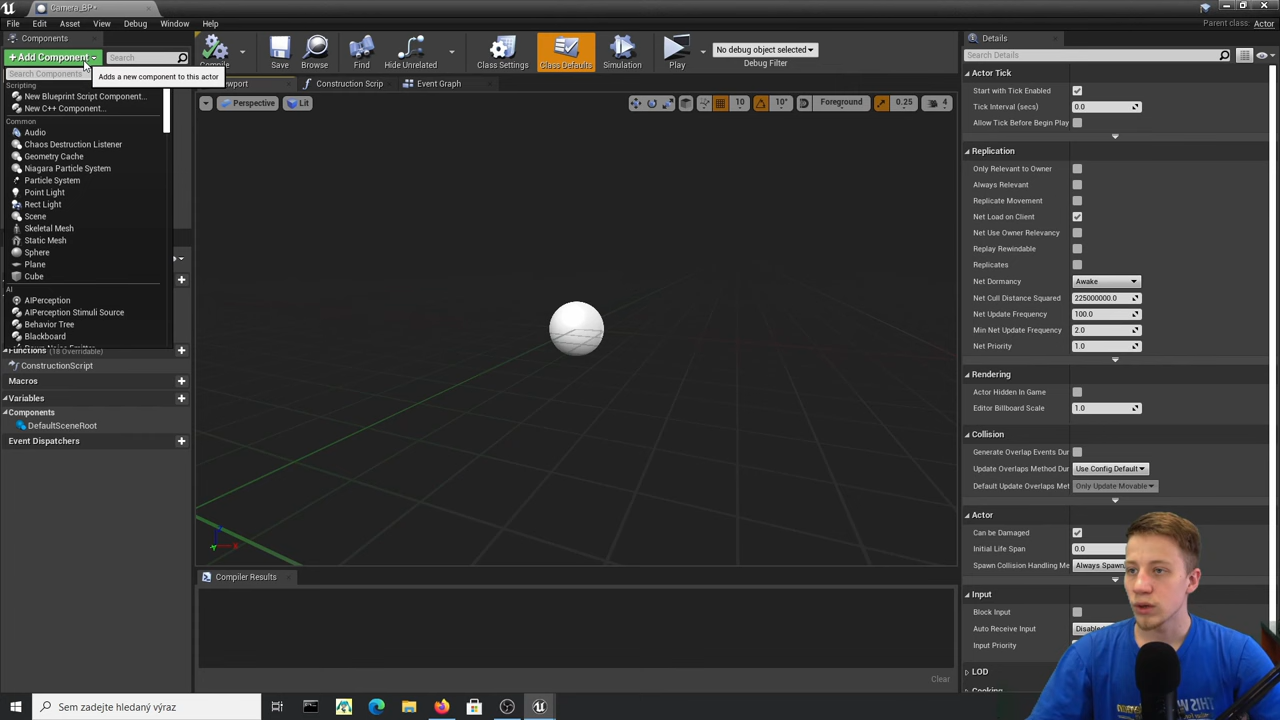 Camera_BP*
File Edit Asset View Debug Window Help
Parent class: Actor
Components
+Add Component
Search
Search Components
Adds a new component to this actor
Scripting
New Blueprint Script Component...
New C++ Component...
Common
Audio
Chaos Destruction Listener
Geometry Cache
Niagara Particle System
Particle System
Point Light
Rect Light
Scene
Skeletal Mesh
Static Mesh
Sphere
Plane
Cube
AI
AIPerception
AIPerception Stimuli Source
Behavior Tree
Blackboard
Functions (18 Overridable)
ConstructionScript
Macros
Variables
Components
DefaultSceneRoot
Event Dispatchers
Compile Save Browse Find Hide Unrelated Class Settings Class Defaults Simulation Play
No debug object selected
Debug Filter
ewport Construction Scrip Event Graph
Perspective Lit
10 10° Foreground 0.25 4
Compiler Results
Clear
Details
Search Details
Actor Tick
Start with Tick Enabled
Tick Interval (secs) 0.0
Allow Tick Before Begin Play
Replication
Only Relevant to Owner
Always Relevant
Replicate Movement
Net Load on Client
Net Use Owner Relevancy
Replay Rewindable
Replicates
Net Dormancy Awake
Net Cull Distance Squared 225000000.0
Net Update Frequency 100.0
Min Net Update Frequency 2.0
Net Priority 1.0
Rendering
Actor Hidden In Game
Editor Billboard Scale 1.0
Collision
Generate Overlap Events Dur
Update Overlaps Method Dur Use Config Default
Default Update Overlaps Met Only Update Movable
Actor
Can be Damaged
Initial Life Span 0.0
Spawn Collision Handling Me Always Spawn
Input
Block Input
Auto Receive Input
Input Priority
LOD
Sem zadejte hledaný výraz